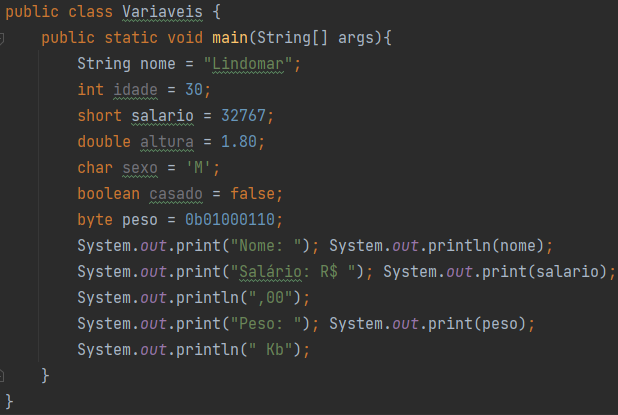 public class Variaveis {
    public static void main(String[] args){
        String nome = "Lindomar";
        int idade = 30;
        short salario = 32767;
        double altura = 1.80;
        char sexo = 'M';
        boolean casado = false;
        byte peso = 0b01000110;
        System.out.print("Nome: "); System.out.println(nome);
        System.out.print("Salário: R$ "); System.out.print(salario);
        System.out.println(",00");
        System.out.print("Peso: "); System.out.print(peso);
        System.out.println(" Kb");
    }
}